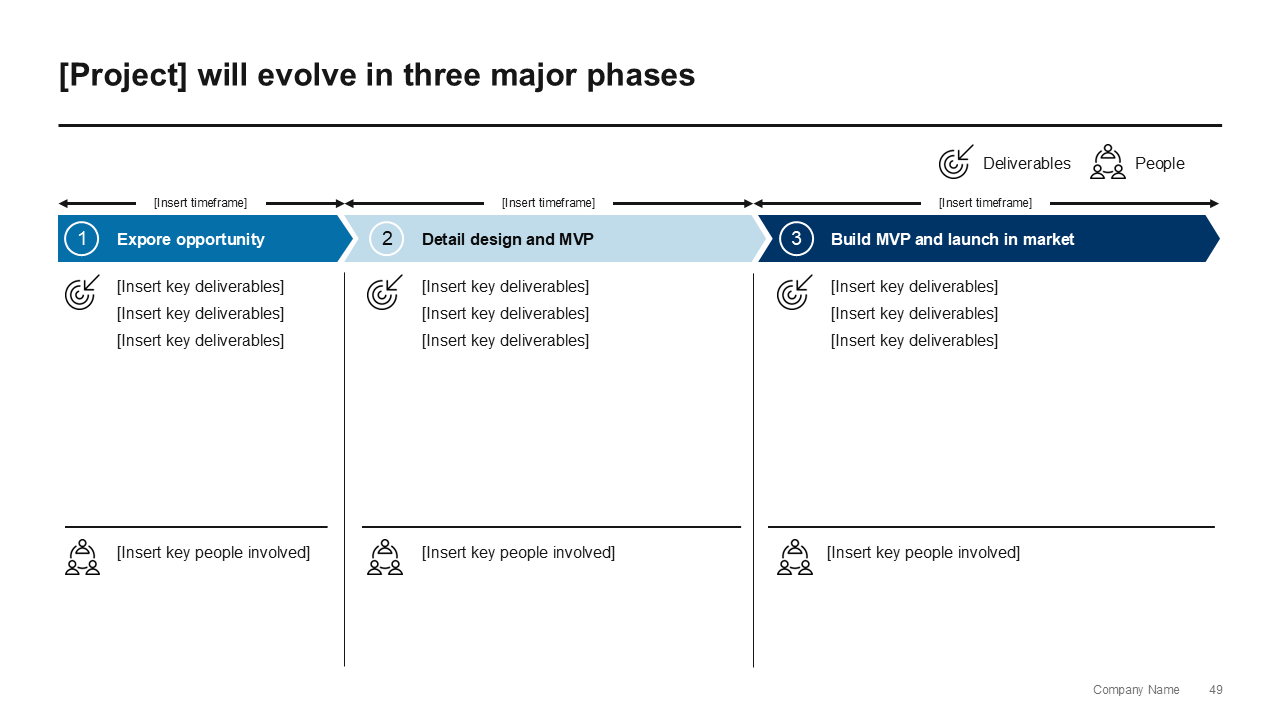 [Project] will evolve in three major phases
Deliverables
People
[Insert timeframe]
[Insert timeframe]
[Insert timeframe]
1
Expore opportunity
2
Detail design and MVP
3
Build MVP and launch in market
[Insert key deliverables]
[Insert key deliverables]
[Insert key deliverables]
[Insert key deliverables]
[Insert key deliverables]
[Insert key deliverables]
[Insert key deliverables]
[Insert key deliverables]
[Insert key deliverables]
[Insert key people involved]
[Insert key people involved]
[Insert key people involved]
Company Name
49